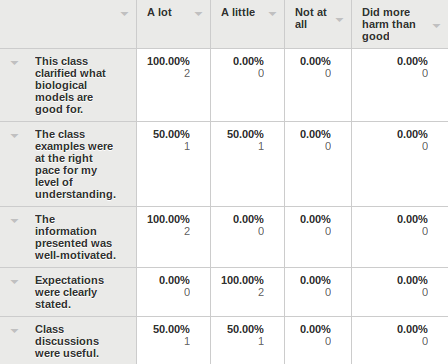 A lot A little Not at all Did more harm than good
This class clarified what biological models are good for. 100.00% 2 0.00% 0 0.00% 0 0.00% 0
The class examples were at the right pace for my level of understanding. 50.00% 1 50.00% 1 0.00% 0 0.00% 0
The information presented was well-motivated. 100.00% 2 0.00% 0 0.00% 0 0.00% 0
Expectations were clearly stated. 0.00% 0 100.00% 2 0.00% 0 0.00% 0
Class discussions were useful. 50.00% 1 50.00% 1 0.00% 0 0.00% 0